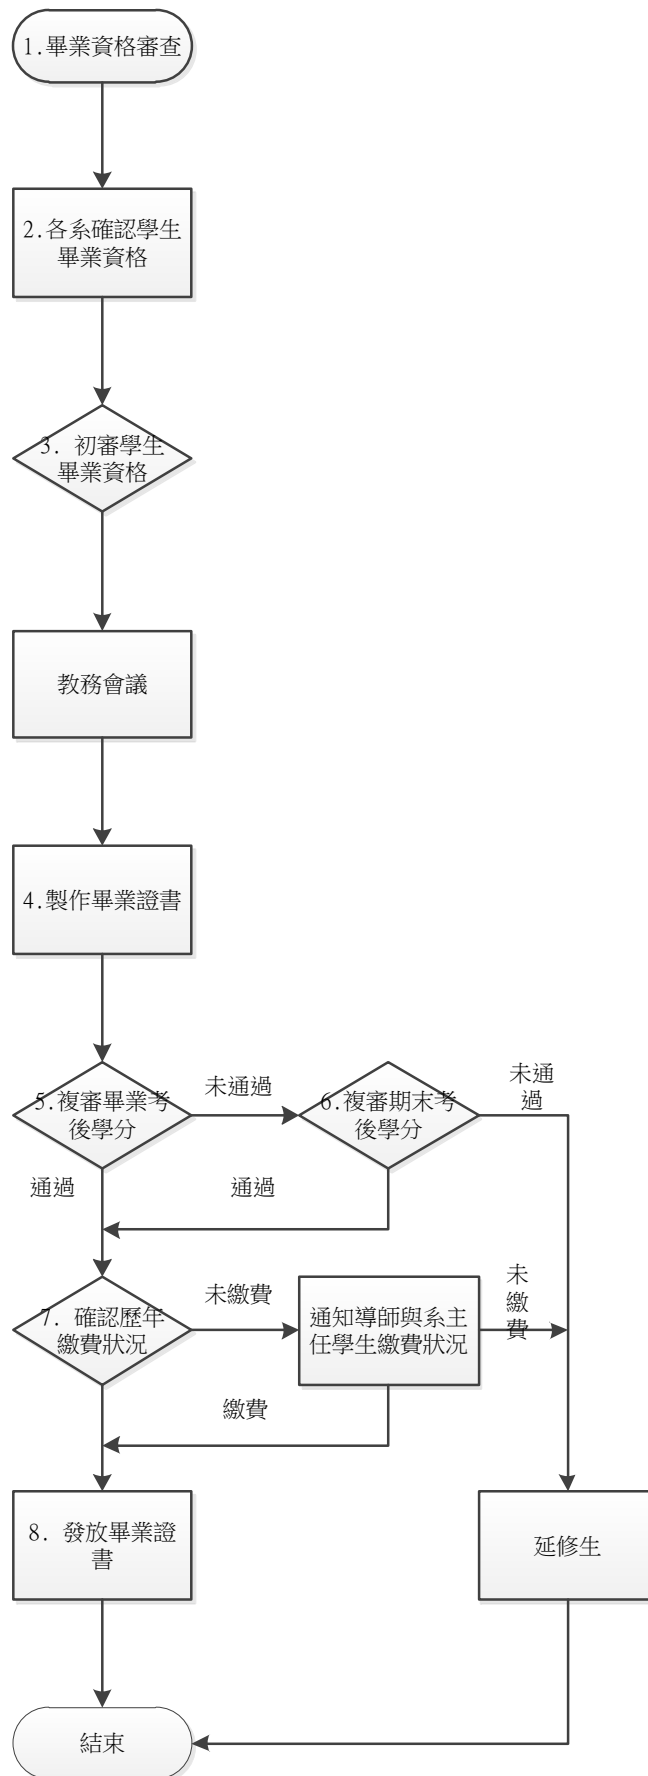 1.畢業資格審查
2.各系確認學生
畢業資格
3. 初審學生
畢業資格
教務會議
4.製作畢業證書
5.複審畢業考
後學分
未通過
6.複審期末考
後學分
未通
過
通過
通過
7. 確認歷年
繳費狀況
未繳費
通知導師與系主
任學生繳費狀況
未
繳
費
繳費
8. 發放畢業證
書
延修生
結束